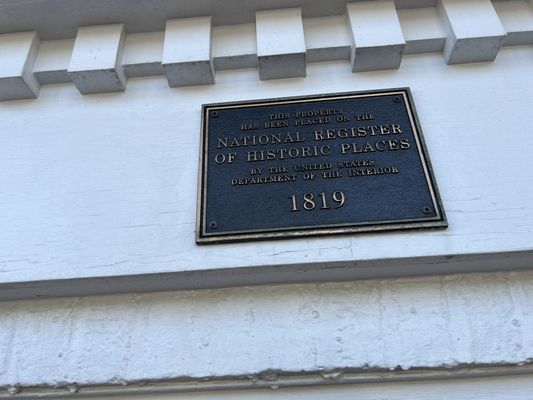 THIS PROPERTY
HAS BEEN PLACED ON THE
NATIONAL REGISTER
OF HISTORIC PLACES
BY THE UNITED STATES
DEPARTMENT OF THE INTERIOR
1819